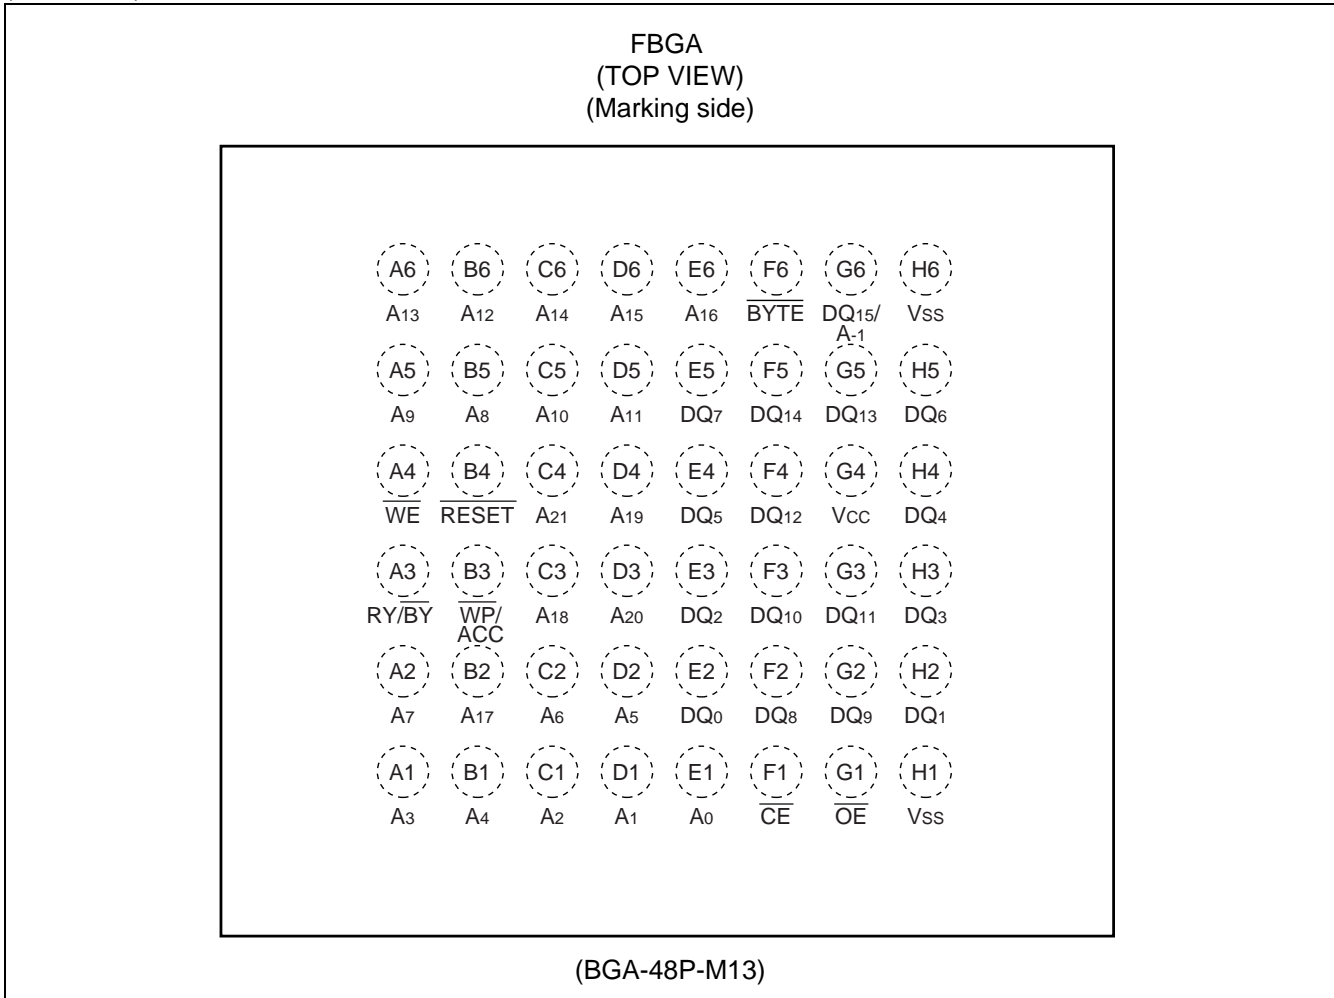 FBGA
(TOP VIEW)
(Marking side)
A6 B6 C6 D6 E6 F6 G6 H6
A13 A12 A14 A15 A16 BYTE DQ15/ VSS
A-1
A5 B5 C5 D5 E5 F5 G5 H5
A9 A8 A10 A11 DQ7 DQ14 DQ13 DQ6
A4 B4 C4 D4 E4 F4 G4 H4
WE RESET A21 A19 DQ5 DQ12 VCC DQ4
A3 B3 C3 D3 E3 F3 G3 H3
RY/BY WP/ A18 A20 DQ2 DQ10 DQ11 DQ3
ACC
A2 B2 C2 D2 E2 F2 G2 H2
A7 A17 A6 A5 DQ0 DQ8 DQ9 DQ1
A1 B1 C1 D1 E1 F1 G1 H1
A3 A4 A2 A1 A0 CE OE VSS
(BGA-48P-M13)